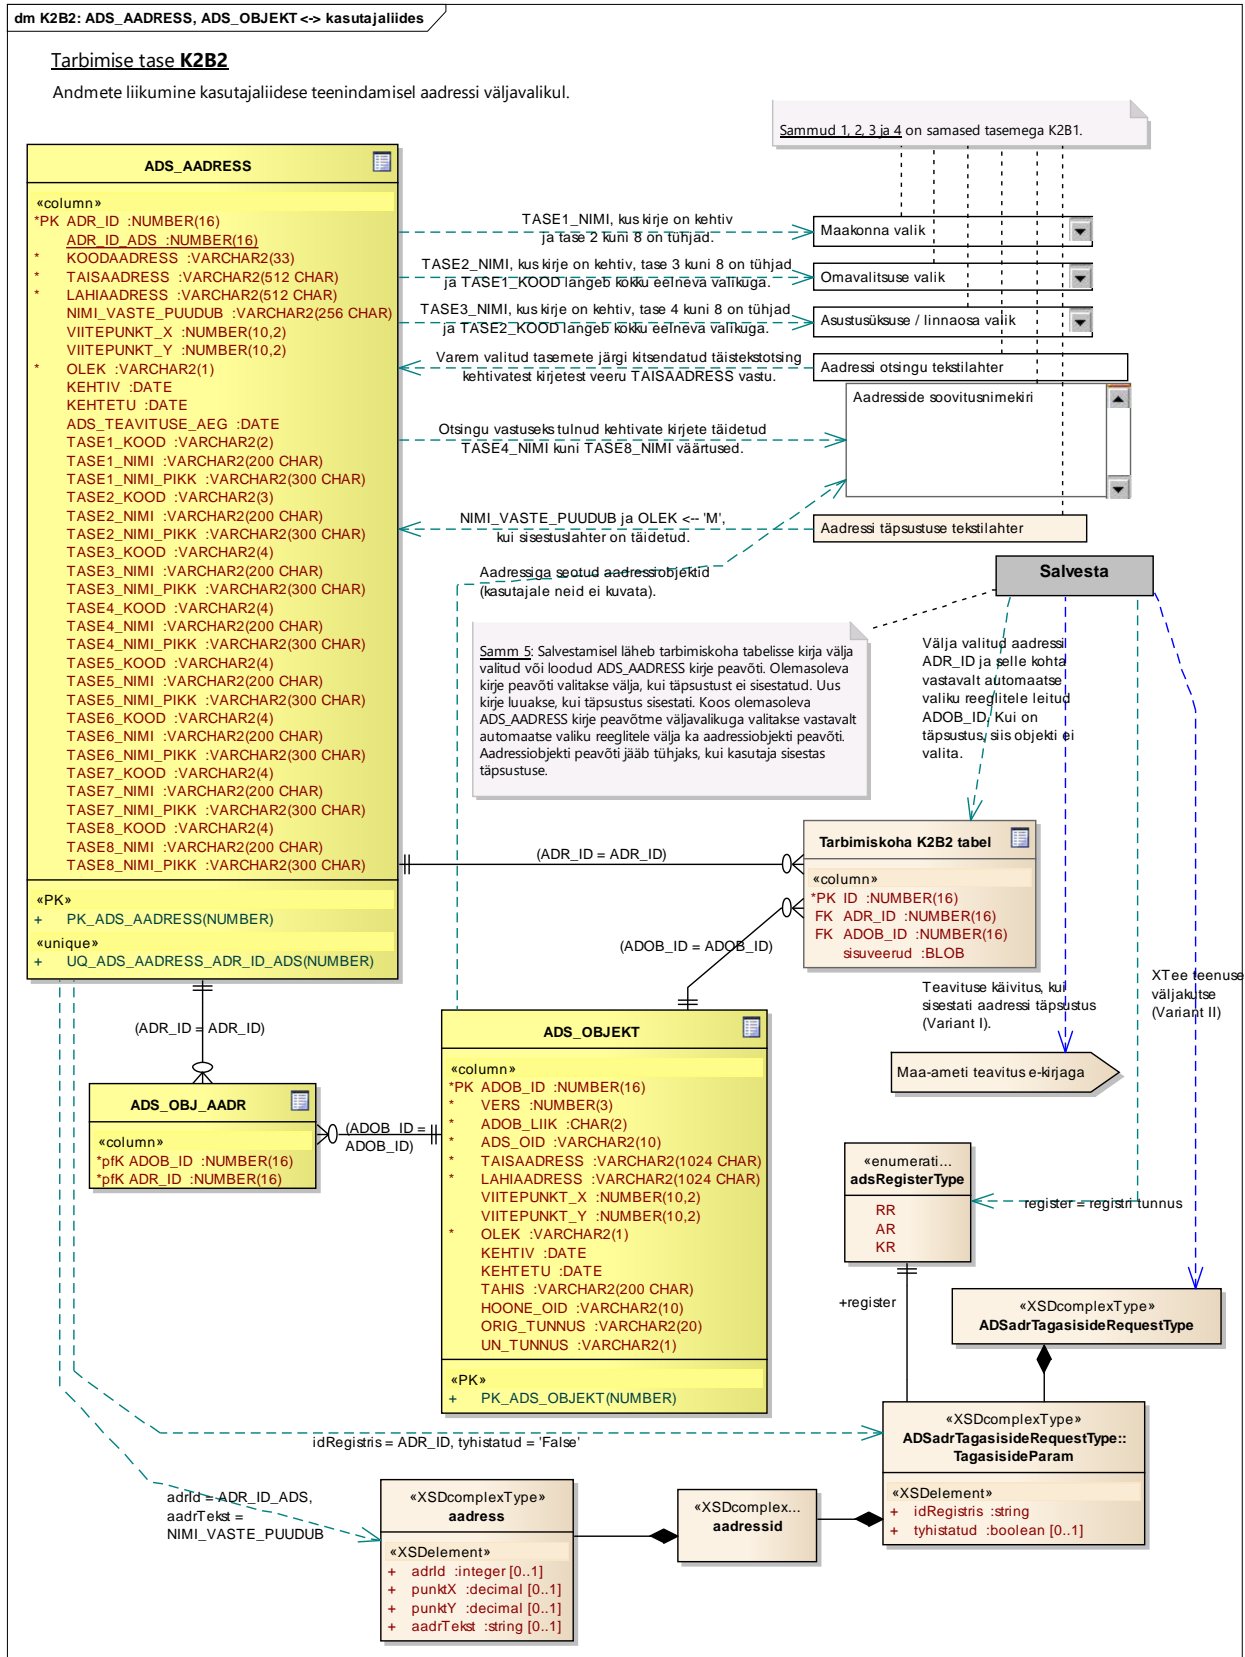 dm K2B2: ADS_AADRESS, ADS_OBJEKT <-> kasutajaliides
Tarbimise tase K2B2
Andmete liikumine kasutajaliidese teenindamisel aadressi väljavalikul.
Sammud 1, 2, 3 ja 4 on samased tasemega K2B1.
ADS_AADRESS
«column»
*PK ADR_ID :NUMBER(16)
ADR_ID_ADS :NUMBER(16)
* KOODAADRESS :VARCHAR2(33)
* TAISAADRESS :VARCHAR2(512 CHAR)
* LAHIAADRESS :VARCHAR2(512 CHAR)
NIMI_VASTE_PUUDUB :VARCHAR2(256 CHAR)
VIITEPUNKT_X :NUMBER(10,2)
VIITEPUNKT_Y :NUMBER(10,2)
* OLEK :VARCHAR2(1)
KEHTIV :DATE
KEHTETU :DATE
ADS_TEAVITUSE_AEG :DATE
TASE1_KOOD :VARCHAR2(2)
TASE1_NIMI :VARCHAR2(200 CHAR)
TASE1_NIMI_PIKK :VARCHAR2(300 CHAR)
TASE2_KOOD :VARCHAR2(3)
TASE2_NIMI :VARCHAR2(200 CHAR)
TASE2_NIMI_PIKK :VARCHAR2(300 CHAR)
TASE3_KOOD :VARCHAR2(4)
TASE3_NIMI :VARCHAR2(200 CHAR)
TASE3_NIMI_PIKK :VARCHAR2(300 CHAR)
TASE4_KOOD :VARCHAR2(4)
TASE4_NIMI :VARCHAR2(200 CHAR)
TASE4_NIMI_PIKK :VARCHAR2(300 CHAR)
TASE5_KOOD :VARCHAR2(4)
TASE5_NIMI :VARCHAR2(200 CHAR)
TASE5_NIMI_PIKK :VARCHAR2(300 CHAR)
TASE6_KOOD :VARCHAR2(4)
TASE6_NIMI :VARCHAR2(200 CHAR)
TASE6_NIMI_PIKK :VARCHAR2(300 CHAR)
TASE7_KOOD :VARCHAR2(4)
TASE7_NIMI :VARCHAR2(200 CHAR)
TASE7_NIMI_PIKK :VARCHAR2(300 CHAR)
TASE8_KOOD :VARCHAR2(4)
TASE8_NIMI :VARCHAR2(200 CHAR)
TASE8_NIMI_PIKK :VARCHAR2(300 CHAR)
«PK»
+ PK_ADS_AADRESS(NUMBER)
«unique»
+ UQ_ADS_AADRESS_ADR_ID_ADS(NUMBER)
TASE1_NIMI, kus kirje on kehtiv
ja tase 2 kuni 8 on tühjad.
Maakonna valik
TASE2_NIMI, kus kirje on kehtiv, tase 3 kuni 8 on tühjad
ja TASE1_KOOD langeb kokku eelneva valikuga.
Omavalitsuse valik
TASE3_NIMI, kus kirje on kehtiv, tase 4 kuni 8 on tühjad
ja TASE2_KOOD langeb kokku eelneva valikuga.
Asustusüksuse / linnaosa valik
Varem valitud tasemete järgi kitsendatud täistekstotsing
kehtivatest kirjetest veeru TAISAADRESS vastu.
Aadressi otsingu tekstilahter
Aadresside soovitusnimekiri
Otsingu vastuseks tulnud kehtivate kirjete täidetud
TASE4_NIMI kuni TASE8_NIMI väärtused.
NIMI_VASTE_PUUDUB ja OLEK <-- 'M',
kui sisestuslahter on täidetud.
Aadressi täpsustuse tekstilahter
Aadressiga seotud aadressiobjektid
(kasutajale neid ei kuvata).
Salvesta
Samm 5: Salvestamisel läheb tarbimiskoha tabelisse kirja välja
valitud või loodud ADS_AADRESS kirje peavõti. Olemasoleva
kirje peavõti valitakse välja, kui täpsustust ei sisestatud. Uus
kirje luuakse, kui täpsustus sisestati. Koos olemasoleva
ADS_AADRESS kirje peavõtme väljavalikuga valitakse vastavalt
automaatse valiku reeglitele välja ka aadressiobjekti peavõti.
Aadressiobjekti peavõti jääb tühjaks, kui kasutaja sisestas
täpsustuse.
Välja valitud aadressi
ADR_ID ja selle kohta
vastavalt automaatse
valiku reeglitele leitud
ADOB_ID. Kui on
täpsustus, siis objekti ei
valita.
(ADR_ID = ADR_ID)
Tarbimiskoha K2B2 tabel
«column»
*PK ID :NUMBER(16)
FK ADR_ID :NUMBER(16)
FK ADOB_ID :NUMBER(16)
sisuveerud :BLOB
(ADOB_ID = ADOB_ID)
Teavituse käivitus, kui
sisestati aadressi täpsustus
(Variant I).
XTee teenuse
väljakutse
(Variant II)
Maa-ameti teavitus e-kirjaga
(ADR_ID = ADR_ID)
ADS_OBJ_AADR
«column»
*pfK ADOB_ID :NUMBER(16)
*pfK ADR_ID :NUMBER(16)
(ADOB_ID =
ADOB_ID)
ADS_OBJEKT
«column»
*PK ADOB_ID :NUMBER(16)
* VERS :NUMBER(3)
* ADOB_LIIK :CHAR(2)
* ADS_OID :VARCHAR2(10)
* TAISAADRESS :VARCHAR2(1024 CHAR)
* LAHIAADRESS :VARCHAR2(1024 CHAR)
VIITEPUNKT_X :NUMBER(10,2)
VIITEPUNKT_Y :NUMBER(10,2)
* OLEK :VARCHAR2(1)
KEHTIV :DATE
KEHTETU :DATE
TAHIS :VARCHAR2(200 CHAR)
HOONE_OID :VARCHAR2(10)
ORIG_TUNNUS :VARCHAR2(20)
UN_TUNNUS :VARCHAR2(1)
«PK»
+ PK_ADS_OBJEKT(NUMBER)
«enumerati...
adsRegisterType
RR
AR
KR
register = registri tunnus
+register
«XSDcomplexType»
ADSadrTagasisideRequestType
«XSDcomplexType»
ADSadrTagasisideRequestType::
TagasisideParam
«XSDelement»
+ idRegistris :string
+ tyhistatud :boolean [0..1]
idRegistris = ADR_ID, tyhistatud = 'False'
adrId = ADR_ID_ADS,
aadrTekst =
NIMI_VASTE_PUUDUB
«XSDcomplexType»
aadress
«XSDelement»
+ adrId :integer [0..1]
+ punktX :decimal [0..1]
+ punktY :decimal [0..1]
+ aadrTekst :string [0..1]
«XSDcomplex...
aadressid